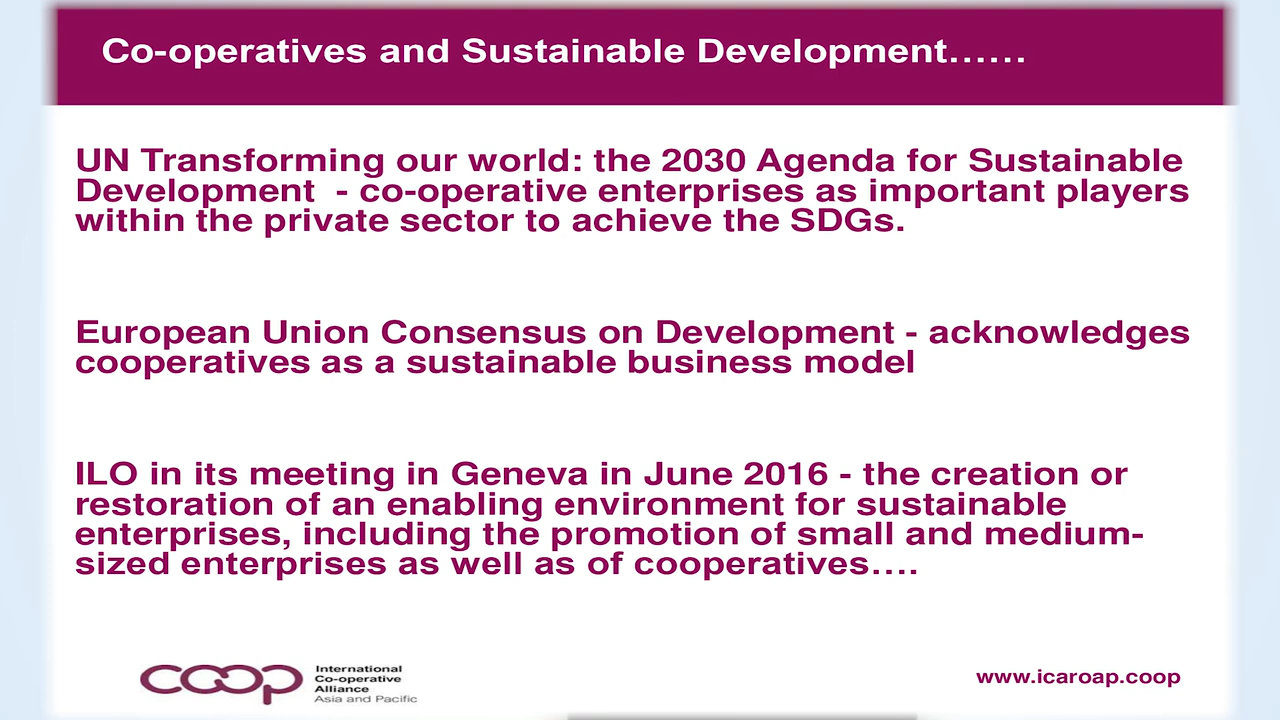 Co-operatives and Sustainable Development......
UN Transforming our world: the 2030 Agenda for Sustainable
Development  - co-operative enterprises as important players
within the private sector to achieve the SDGs.
European Union Consensus on Development - acknowledges
cooperatives as a sustainable business model
ILO in its meeting in Geneva in June 2016 - the creation or
restoration of an enabling environment for sustainable
enterprises, including the promotion of small and medium-
sized enterprises as well as of cooperatives....
coop
International
Co-operative
Alliance
Asia and Pacific
www.icaroap.coop